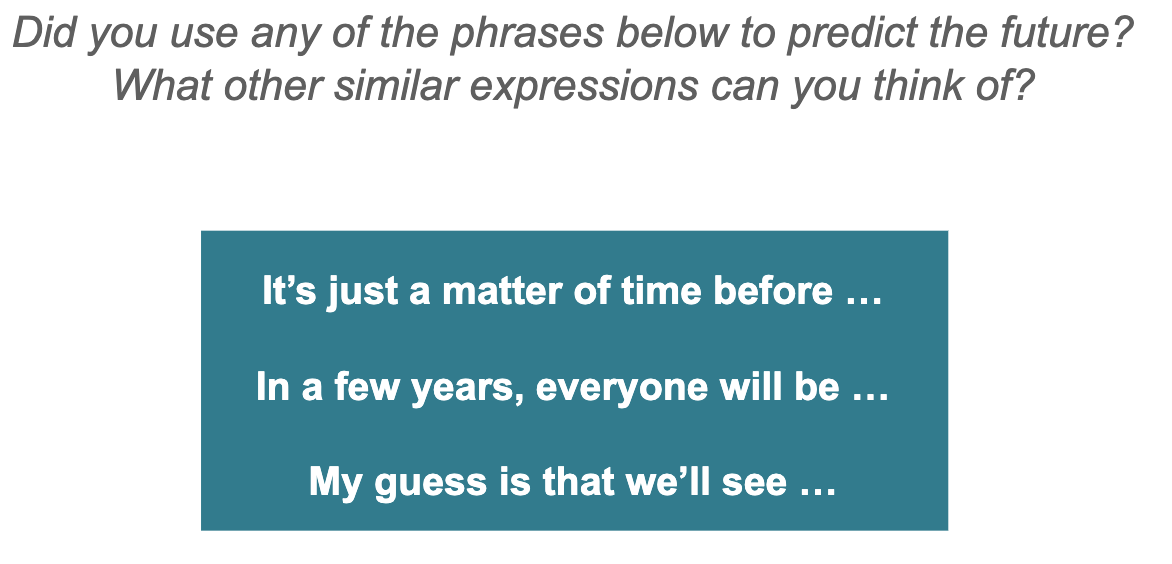 Did you use any of the phrases below to predict the future?
What other similar expressions can you think of?
It’s just a matter of time before …
In a few years, everyone will be …
My guess is that we’ll see …